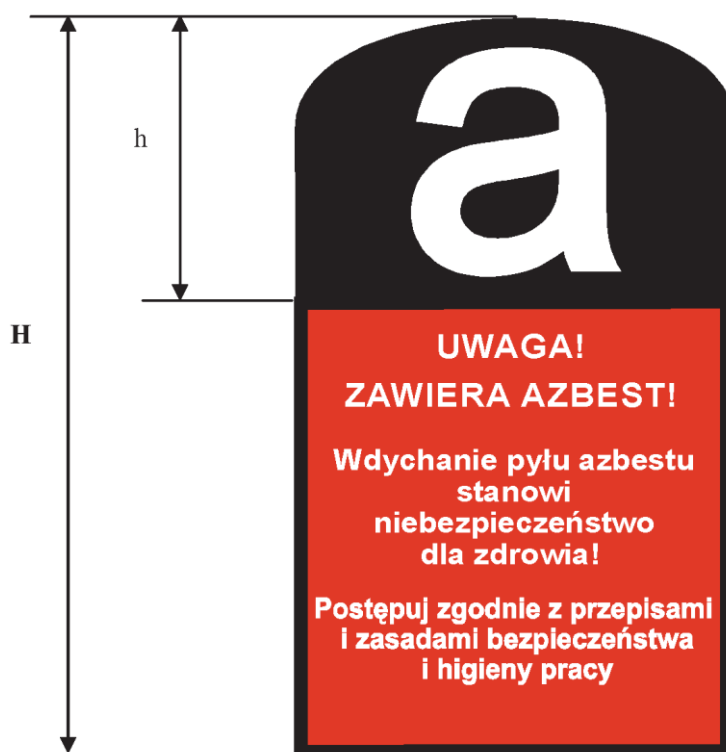 a
h
H
UWAGA!
ZAWIERA AZBEST!
Wdychanie pyłu azbestu
stanowi
niebezpieczeństwo
dla zdrowia!
Postępuj zgodnie z przepisami
i zasadami bezpieczeństwa
i higieny pracy